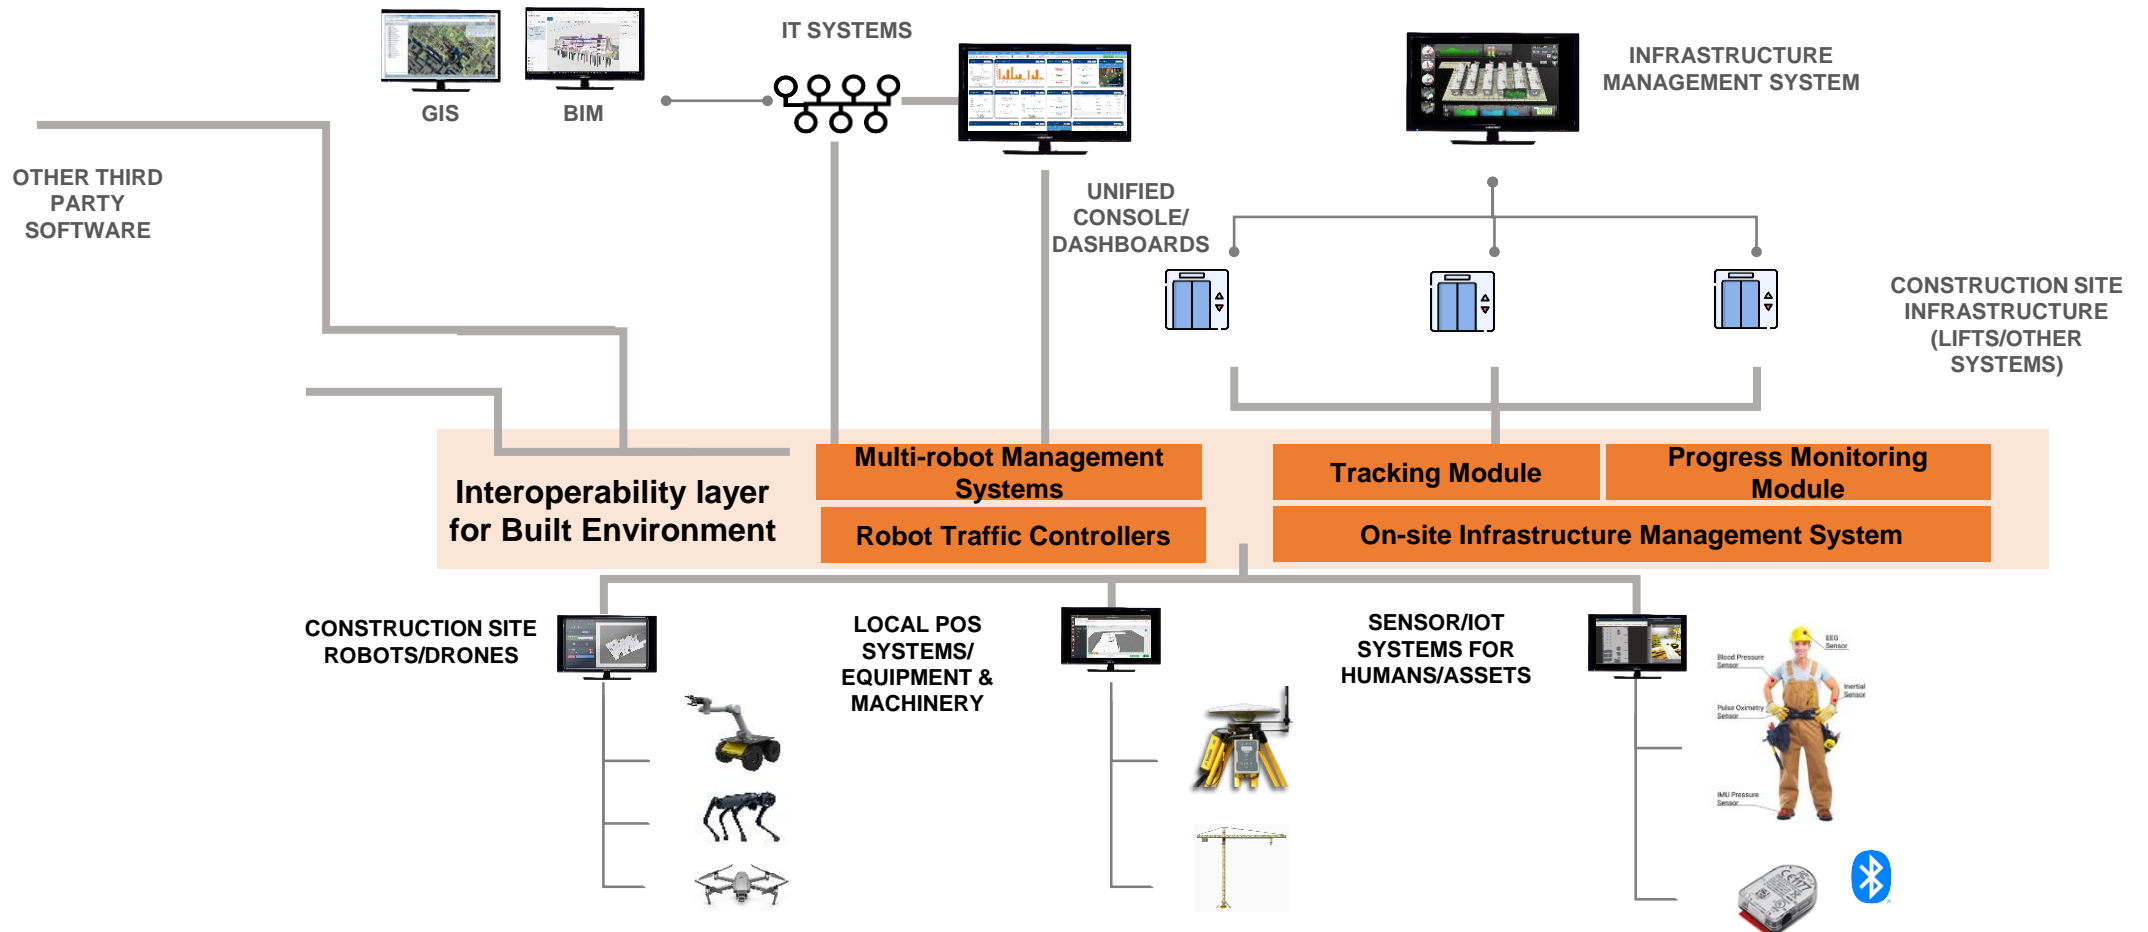 IT SYSTEMS
GIS
BIM
INFRASTRUCTURE
MANAGEMENT SYSTEM
OTHER THIRD
PARTY
SOFTWARE
UNIFIED
CONSOLE/
DASHBOARDS
CONSTRUCTION SITE
INFRASTRUCTURE
(LIFTS/OTHER
SYSTEMS)
Interoperability layer
for Built Environment
Multi-robot Management
Systems
Robot Traffic Controllers
Tracking Module
Progress Monitoring
Module
On-site Infrastructure Management System
CONSTRUCTION SITE
ROBOTS/DRONES
LOCAL POS
SYSTEMS/
EQUIPMENT &
MACHINERY
SENSOR/IOT
SYSTEMS FOR
HUMANS/ASSETS
EEG
Sensor
Blood Pressure
Sensor
Inertial
Sensor
Pulse Oximetry
Sensor
IMU Pressure
Sensor
CE1177